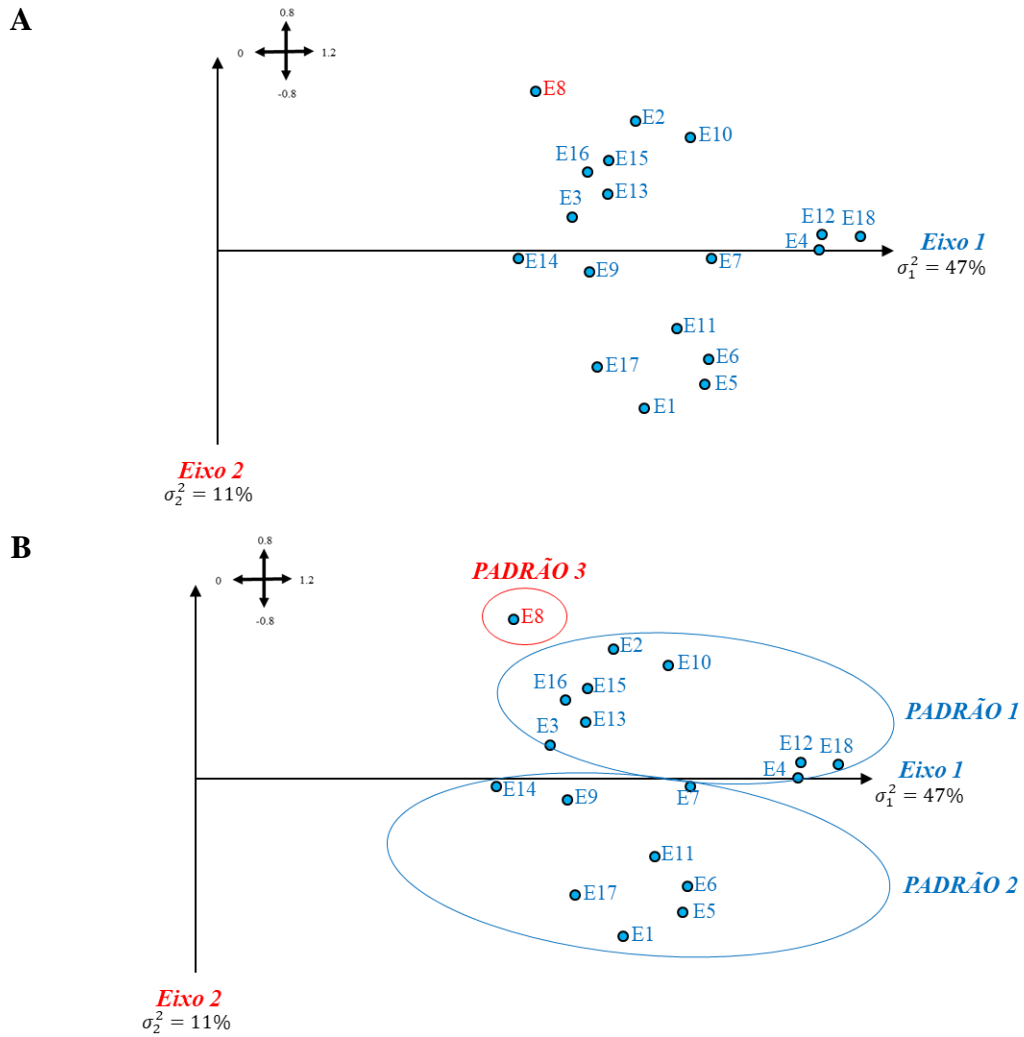 A
0.8
0
1.2
-0.8
E8
E2
E10
E16
E15
E13
E3
E12
E18
E4
Eixo 1
σ₁² = 47%
E14
E9
E7
E11
E6
E17
E5
E1
Eixo 2
σ₂² = 11%
B
0.8
0
1.2
-0.8
PADRÃO 3
E8
E2
E10
E16
E15
PADRÃO 1
E13
E3
E12
E18
E4
Eixo 1
σ₁² = 47%
E14
E9
E7
E11
E6
PADRÃO 2
E17
E5
E1
Eixo 2
σ₂² = 11%